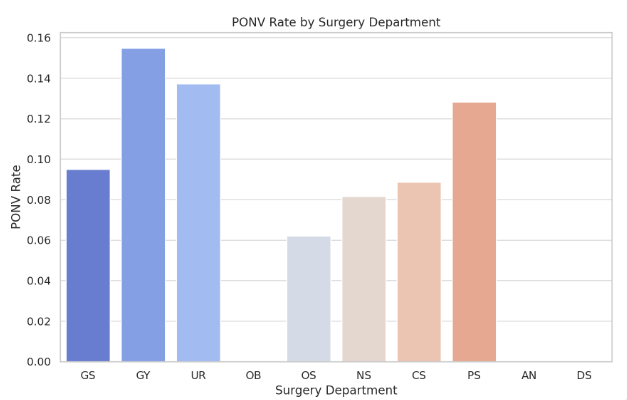 PONV Rate by Surgery Department
0.16
0.14
0.12
0.10
0.08
0.06
0.04
0.02
0.00
PONV Rate
GS GY UR OB OS NS CS PS AN DS
Surgery Department